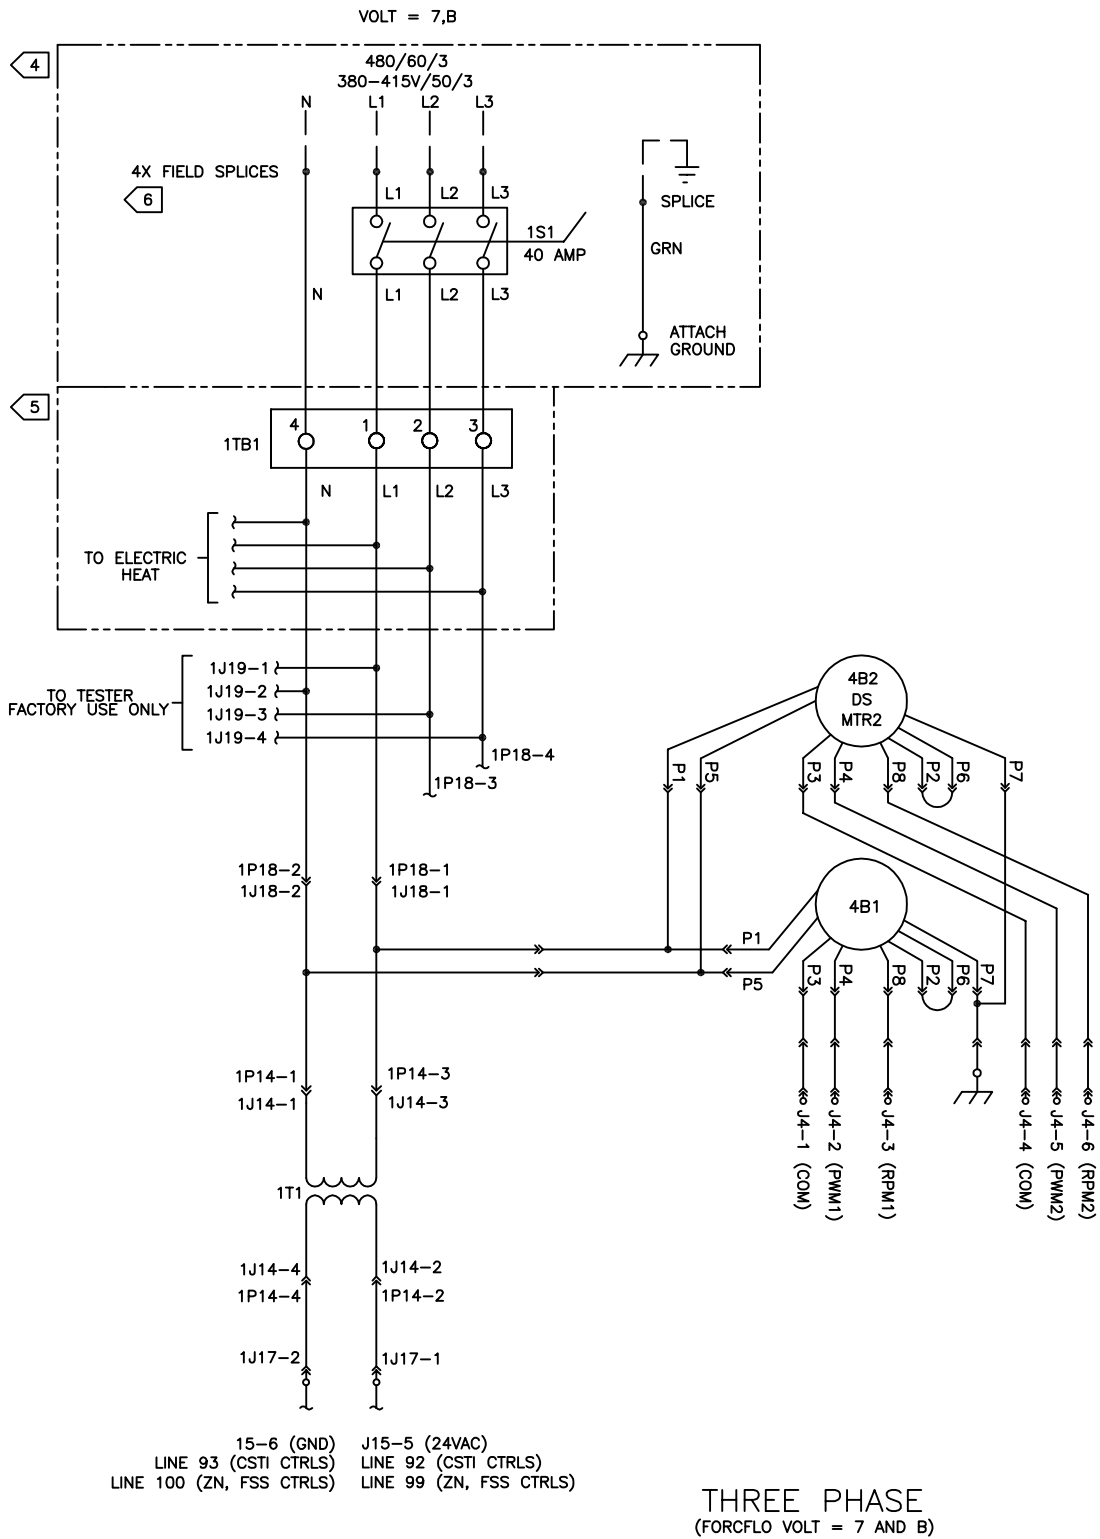 VOLT = 7,B
4
480/60/3
380-415V/50/3
N L1 L2 L3
4X FIELD SPLICES
6
L1 L2 L3
SPLICE
1S1
40 AMP
GRN
N L1 L2 L3
ATTACH
GROUND
5
4 1 2 3
1TB1
N L1 L2 L3
TO ELECTRIC
HEAT
1J19-1
1J19-2
1J19-3
1J19-4
TO TESTER
FACTORY USE ONLY
1P18-4
1P18-3
4B2
DS
MTR2
P1 P5 P3 P4 P8 P2 P6 P7
1P18-2 1P18-1
1J18-2 1J18-1
4B1
P1
P5
P3 P4 P8 P2 P6 P7
1P14-1 1P14-3
1J14-1 1J14-3
J4-1 (COM)
J4-2 (PWM1)
J4-3 (RPM1)
J4-4 (COM)
J4-5 (PWM2)
J4-6 (RPM2)
1T1
1J14-4 1J14-2
1P14-4 1P14-2
1J17-2 1J17-1
15-6 (GND) J15-5 (24VAC)
LINE 93 (CSTI CTRLS) LINE 92 (CSTI CTRLS)
LINE 100 (ZN, FSS CTRLS) LINE 99 (ZN, FSS CTRLS)
THREE PHASE
(FORCFLO VOLT = 7 AND B)